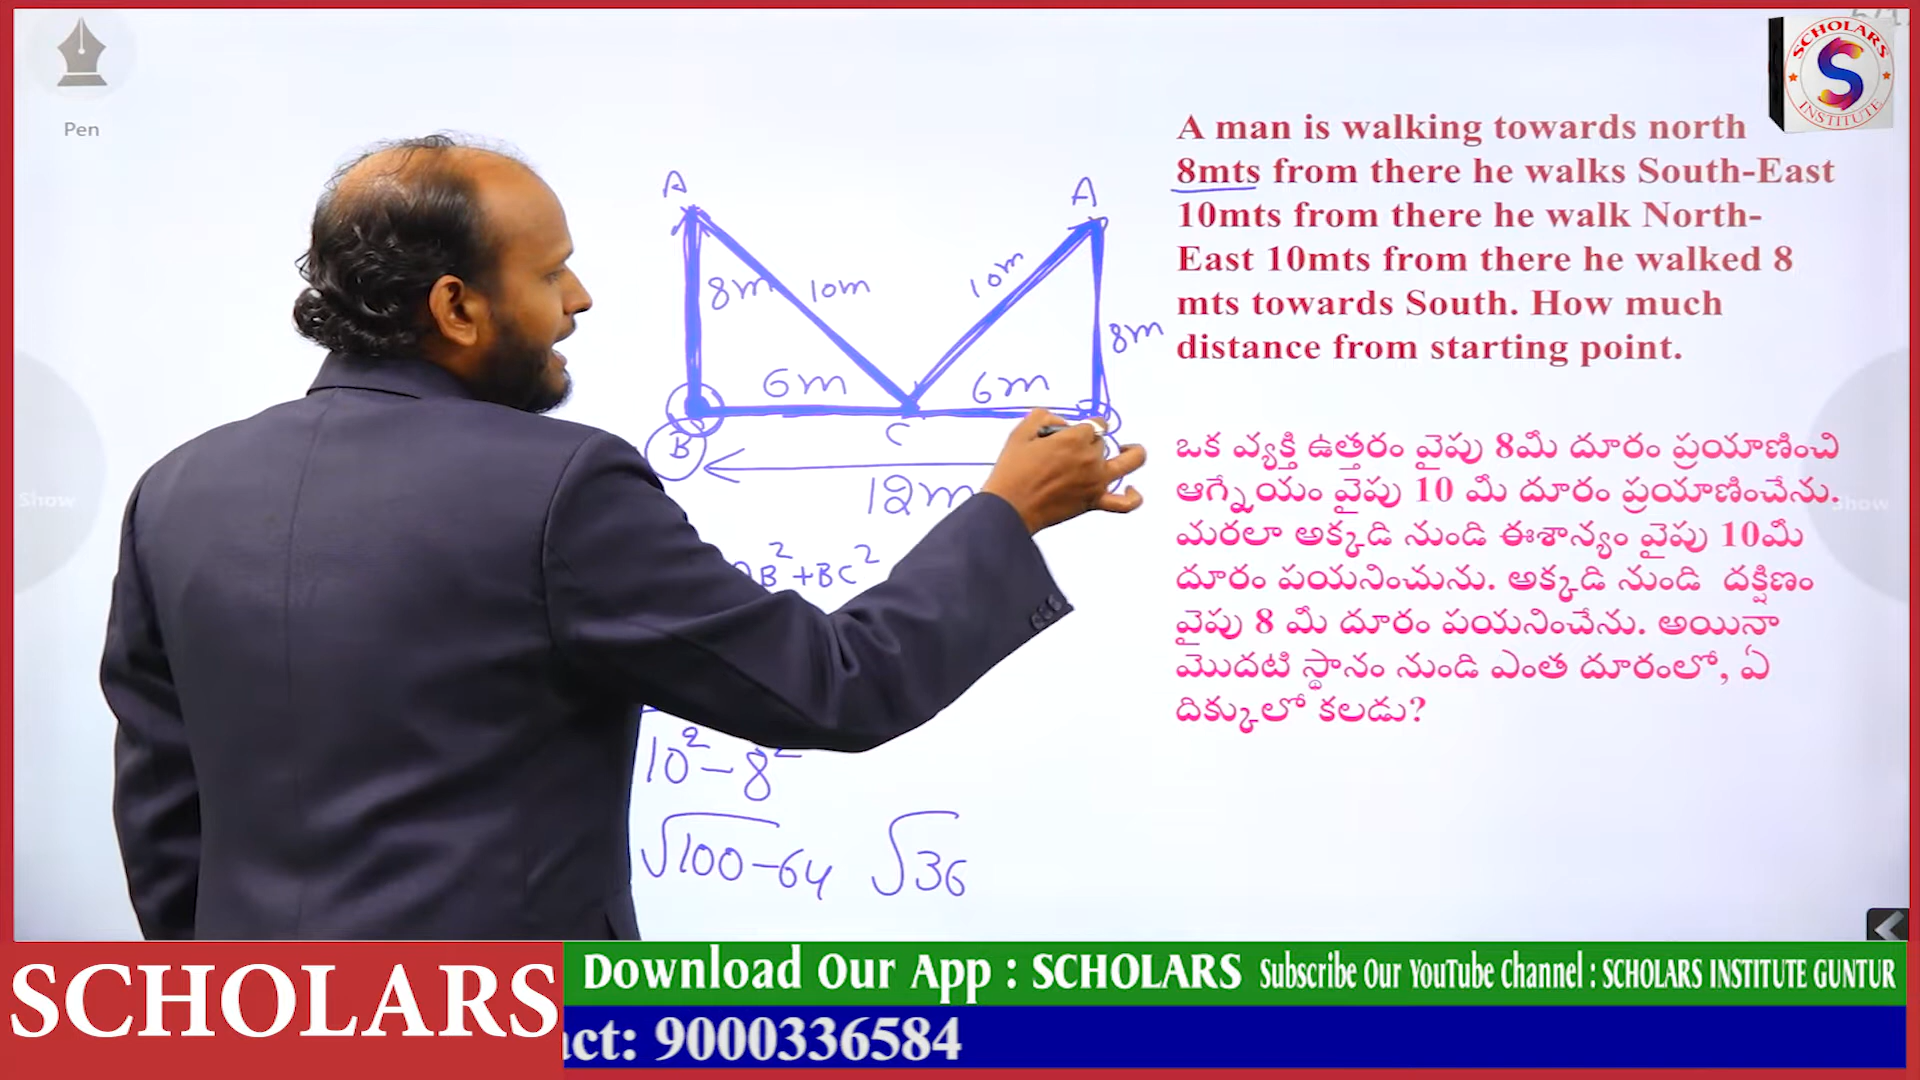 Pen
SCHOLARS
S
INSTITUTE
A man is walking towards north
8mts from there he walks South-East
10mts from there he walk North-
East 10mts from there he walked 8
mts towards South. How much
distance from starting point.
ఒక వ్యక్తి ఉత్తరం వైపు 8మీ దూరం ప్రయాణించి
ఆగ్నేయం వైపు 10 మీ దూరం ప్రయాణించేను.
మరలా అక్కడి నుండి ఈశాన్యం వైపు 10మీ
దూరం పయనించును. అక్కడి నుండి దక్షిణం
వైపు 8 మీ దూరం పయనించేను. అయినా
మొదటి స్థానం నుండి ఎంత దూరంలో, ఏ
దిక్కులో కలడు?
A
A
8m
10m
10m
8m
6m
6m
B
C
12m
B²+BC²
10²-8²
√100-64 √36
Show
Show
SCHOLARS
Download Our App : SCHOLARS Subscribe Our YouTube Channel : SCHOLARS INSTITUTE GUNTUR
act: 9000336584